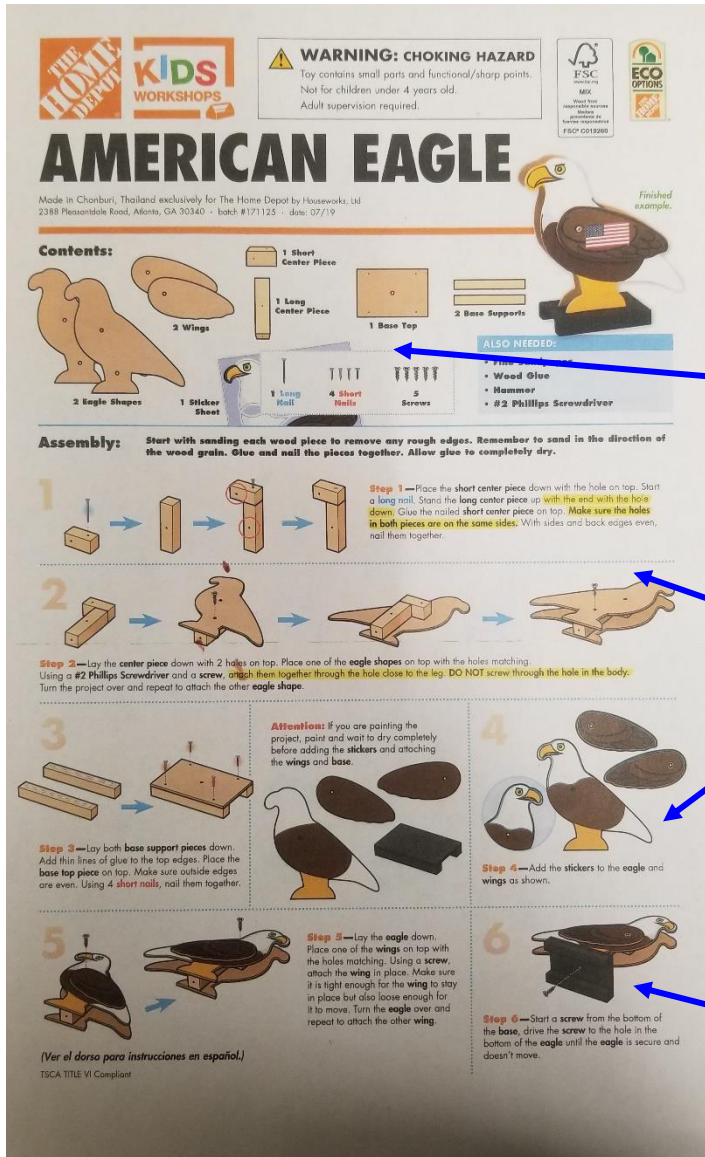 THE
HOME
DEPOT
KIDS
WORKSHOPS
WARNING: CHOKING HAZARD
Toy contains small parts and functional/sharp points.
Not for children under 4 years old.
Adult supervision required.
FSC
www.fsc.org
MIX
Wood from
responsible sources
FSC® C019260
ECO
OPTIONS
AMERICAN EAGLE
Made in Chonburi, Thailand exclusively for The Home Depot by Houseworks, Ltd
2388 Pleasantdale Road, Atlanta, GA 30340 - batch #171125 - date: 07/19
Finished
example.
Contents:
1 Short
Center Piece
1 Long
Center Piece
2 Wings
1 Base Top
2 Base Supports
2 Eagle Shapes
1 Sticker
Sheet
1 Long
Nail
4 Short
Nails
5
Screws
ALSO NEEDED:
• Wood Glue
• Hammer
• #2 Phillips Screwdriver
Assembly: Start with sanding each wood piece to remove any rough edges. Remember to sand in the direction of
the wood grain. Glue and nail the pieces together. Allow glue to completely dry.
1
Step 1—Place the short center piece down with the hole on top. Start
a long nail. Stand the long center piece up with the end with the hole
down. Glue the nailed short center piece on top. Make sure the holes
in both pieces are on the same sides. With sides and back edges even,
nail them together.
2
Step 2—Lay the center piece down with 2 holes on top. Place one of the eagle shapes on top with the holes matching.
Using a #2 Phillips Screwdriver and a screw, attach them together through the hole close to the leg. DO NOT screw through the hole in the body.
Turn the project over and repeat to attach the other eagle shape.
3
Step 3—Lay both base support pieces down.
Add thin lines of glue to the top edges. Place the
base top piece on top. Make sure outside edges
are even. Using 4 short nails, nail them together.
Attention: If you are painting the
project, paint and wait to dry completely
before adding the stickers and attaching
the wings and base.
4
Step 4—Add the stickers to the eagle and
wings as shown.
5
Step 5—Lay the eagle down.
Place one of the wings on top with
the holes matching. Using a screw,
attach the wing in place. Make sure
it is tight enough for the wing to stay
in place but also loose enough for
it to move. Turn the eagle over and
repeat to attach the other wing.
6
Step 6—Start a screw from the bottom of
the base, drive the screw to the hole in the
bottom of the eagle until the eagle is secure and
doesn't move.
(Ver el dorso para instrucciones en español.)
TSCA TITLE VI Compliant